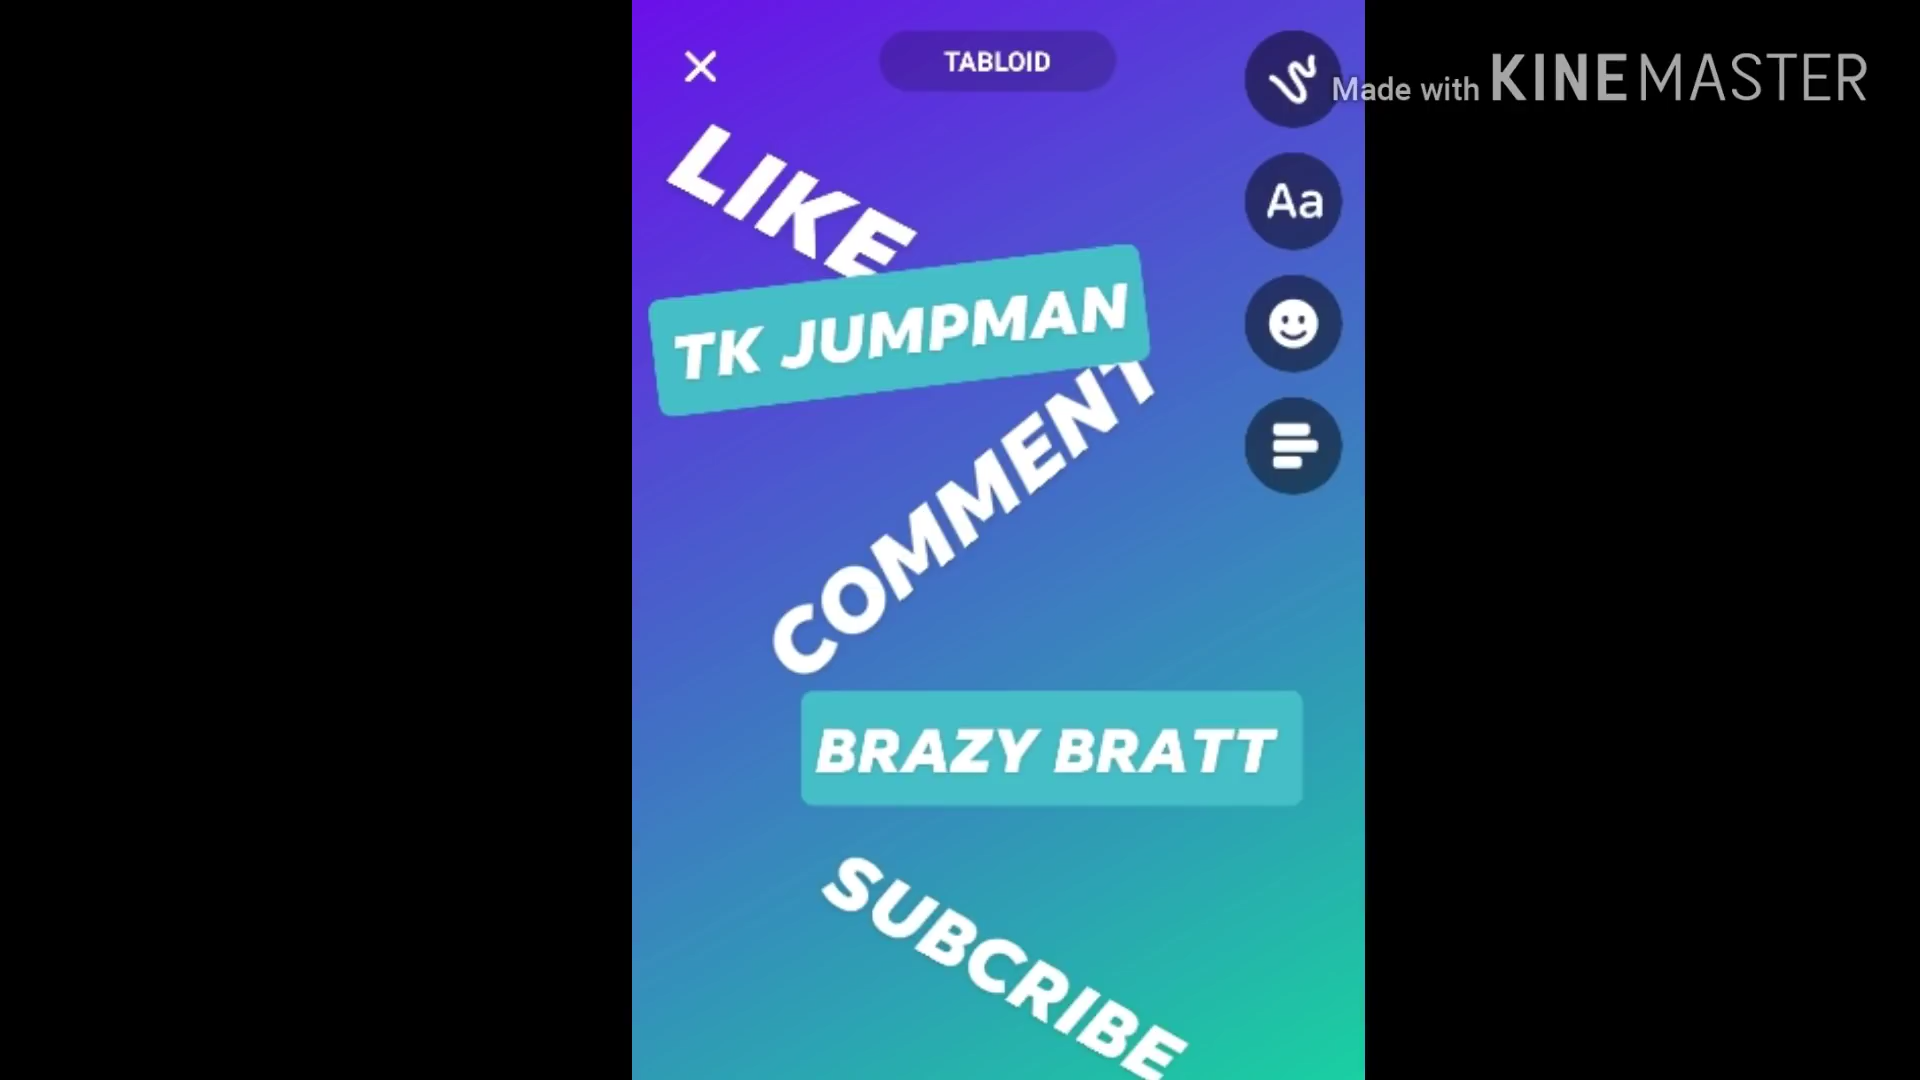 TABLOID
Made with KINEMASTER
Aa
LIKE
TK JUMPMAN
COMMENT
BRAZY BRATT
SUBCRIBE